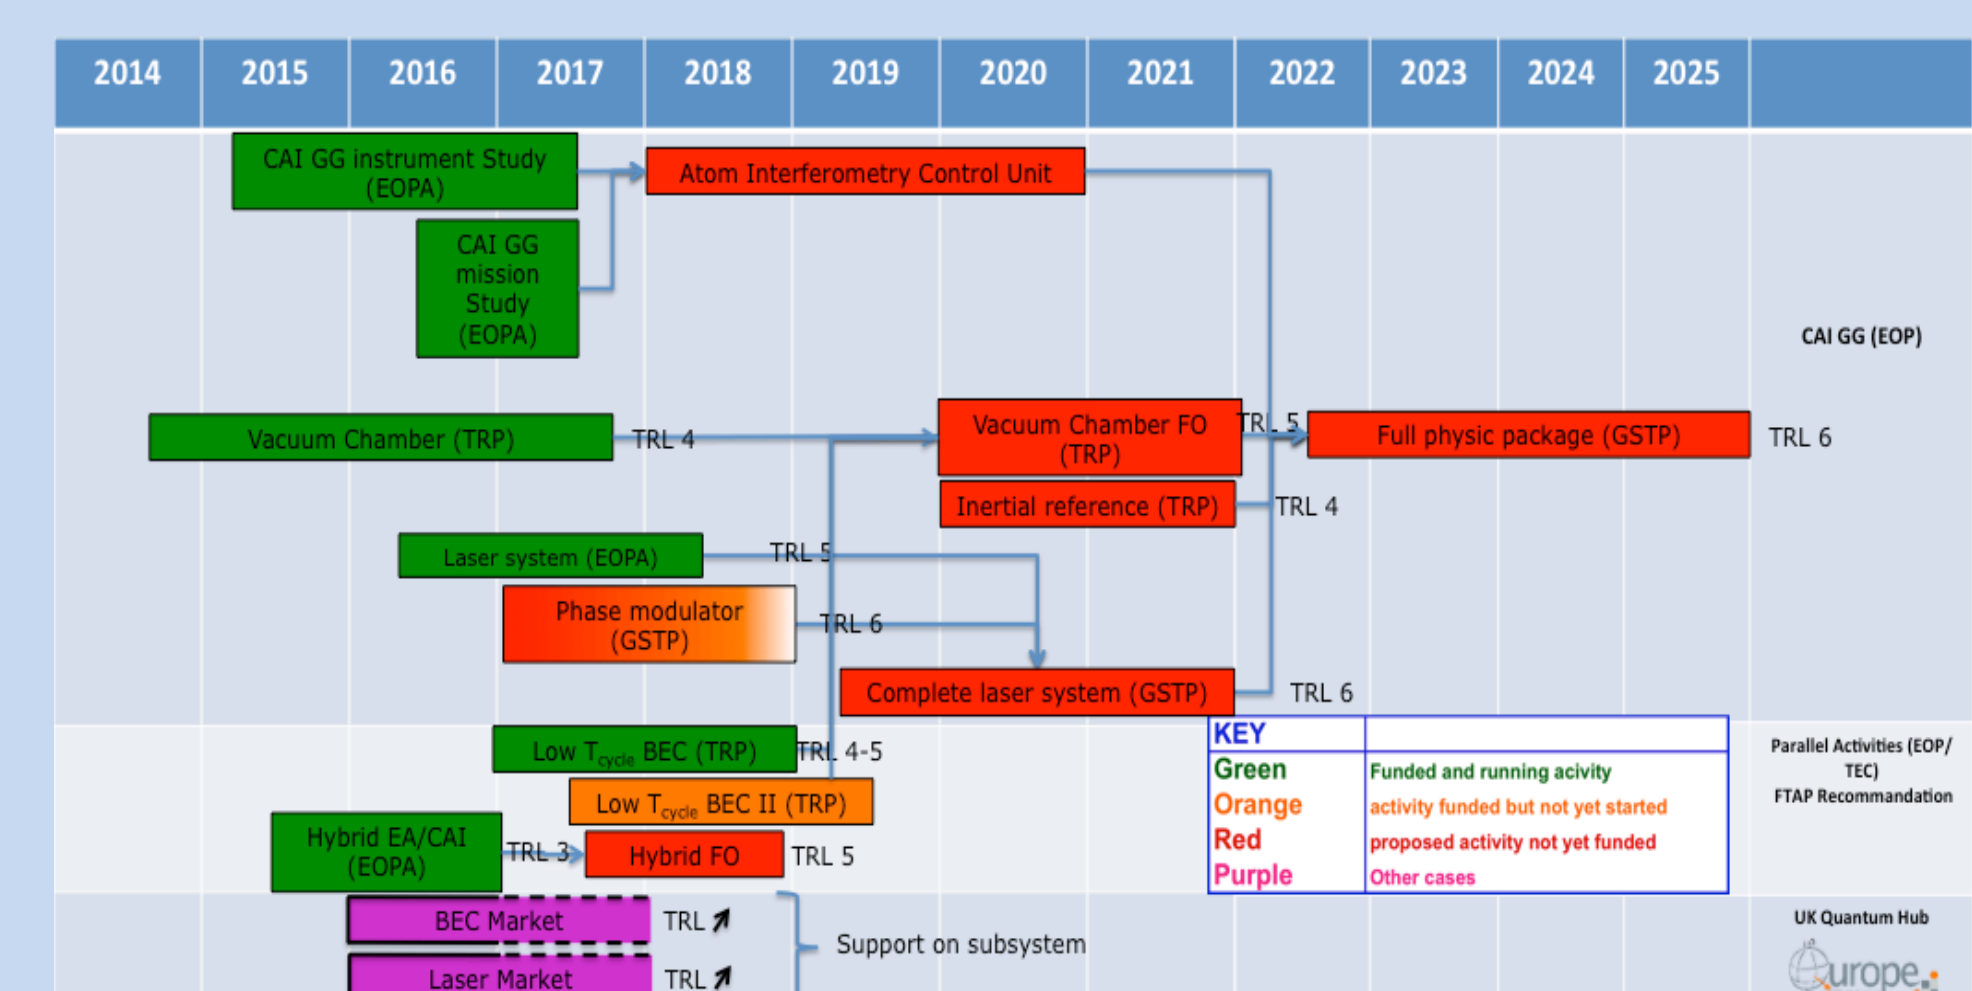 2014 2015 2016 2017 2018 2019 2020 2021 2022 2023 2024 2025
CAI GG instrument Study
(EOPA)
Atom Interferometry Control Unit
CAI GG
mission
Study
(EOPA)
CAI GG (EOP)
Vacuum Chamber (TRP)
TRL 4
Vacuum Chamber FO
(TRP)
TRL 5
Full physic package (GSTP)
TRL 6
Inertial reference (TRP)
TRL 4
Laser system (EOPA)
TRL 5
Phase modulator
(GSTP)
TRL 6
Complete laser system (GSTP)
TRL 6
Low Tcycle BEC (TRP)
TRL 4-5
Low Tcycle BEC II (TRP)
Hybrid EA/CAI
(EOPA)
TRL 3
Hybrid FO
TRL 5
KEY
Green Funded and running acivity
Orange activity funded but not yet started
Red proposed activity not yet funded
Purple Other cases
Parallel Activities (EOP/
TEC)
FTAP Recommandation
BEC Market
TRL
Laser Market
TRL
Support on subsystem
UK Quantum Hub
urope